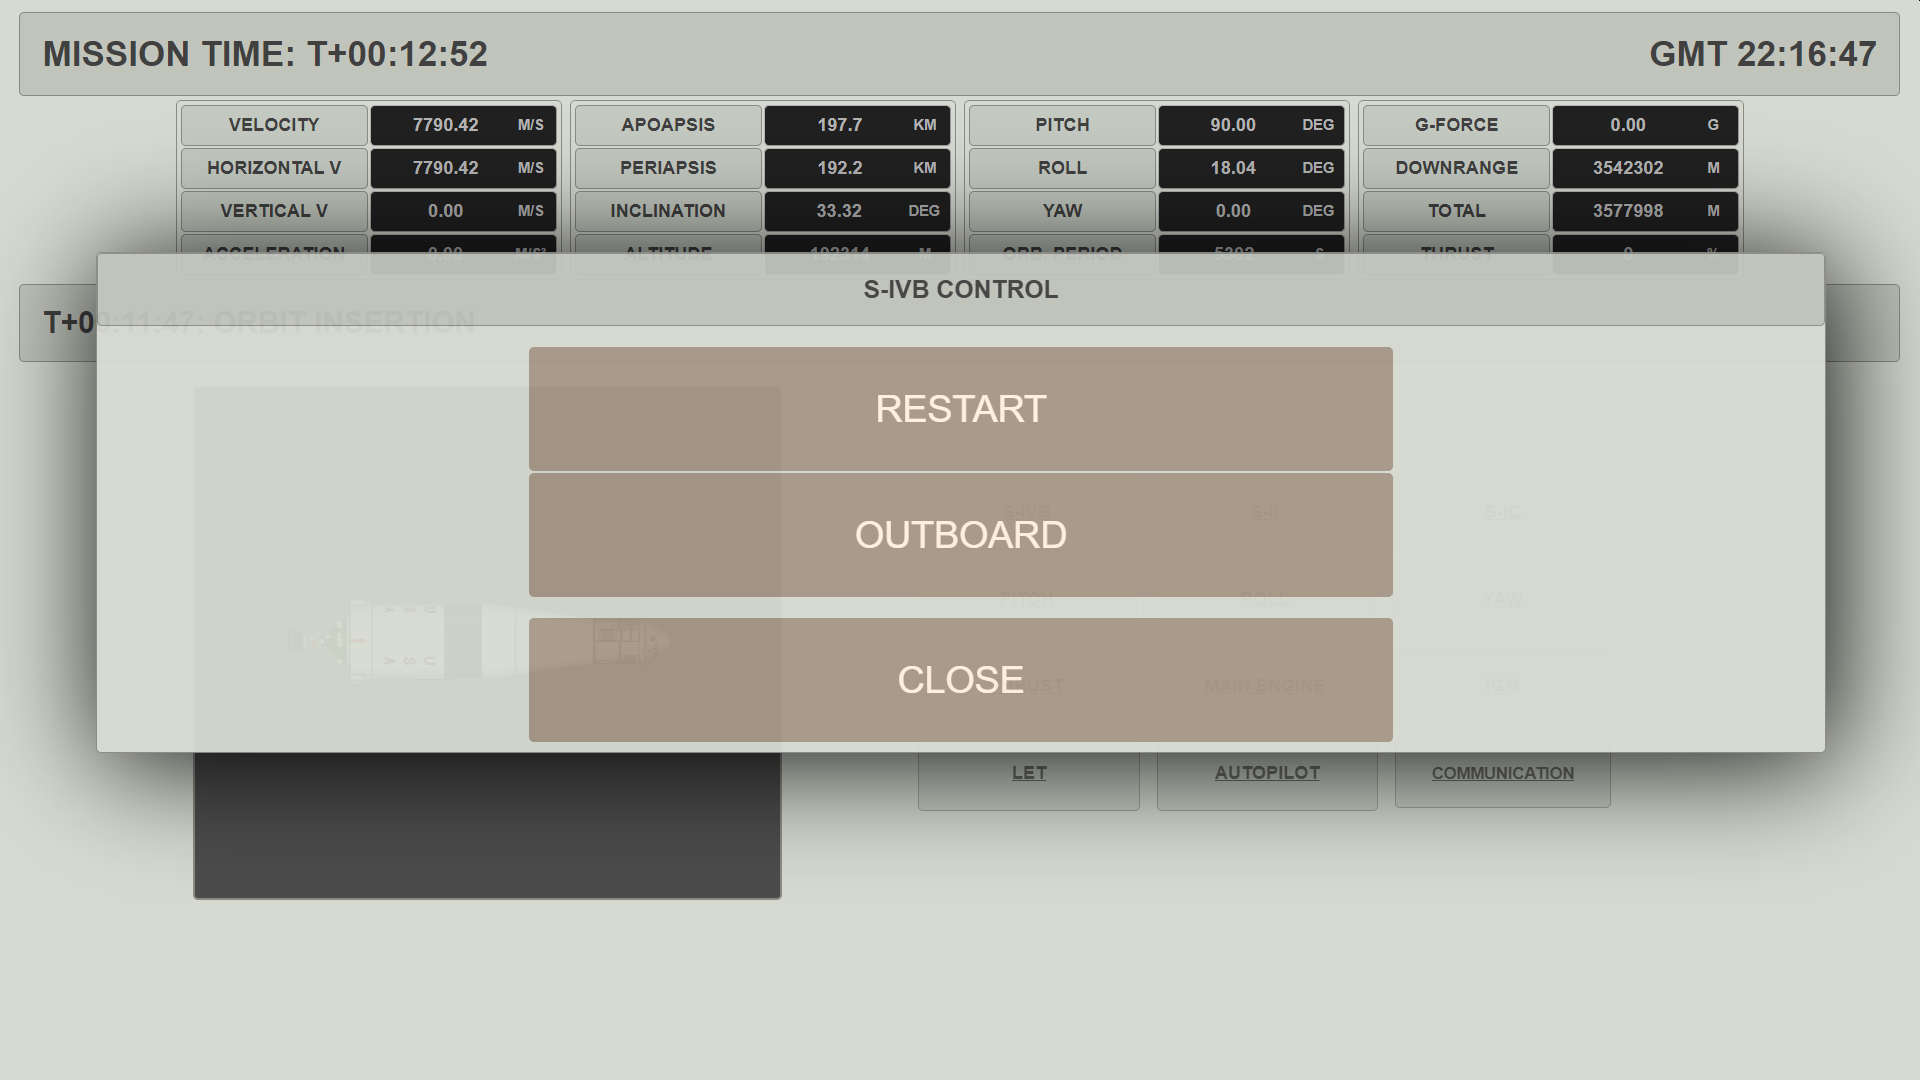 MISSION TIME: T+00:12:52
GMT 22:16:47
VELOCITY 7790.42 M/S
APOAPSIS 197.7 KM
PITCH 90.00 DEG
G-FORCE 0.00 G
HORIZONTAL V 7790.42 M/S
PERIAPSIS 192.2 KM
ROLL 18.04 DEG
DOWNRANGE 3542302 M
VERTICAL V 0.00 M/S
INCLINATION 33.32 DEG
YAW 0.00 DEG
TOTAL 3577998 M
ACCELERATION 0.00 M/S²
ALTITUDE 192314 M
ORB. PERIOD 5302 S
THRUST 0 %
S-IVB CONTROL
T+00:11:47: ORBIT INSERTION
RESTART
OUTBOARD
S-IVB
S-II
S-IC
PITCH
ROLL
YAW
CLOSE
MAIN ENGINE
IGM
LET
AUTOPILOT
COMMUNICATION